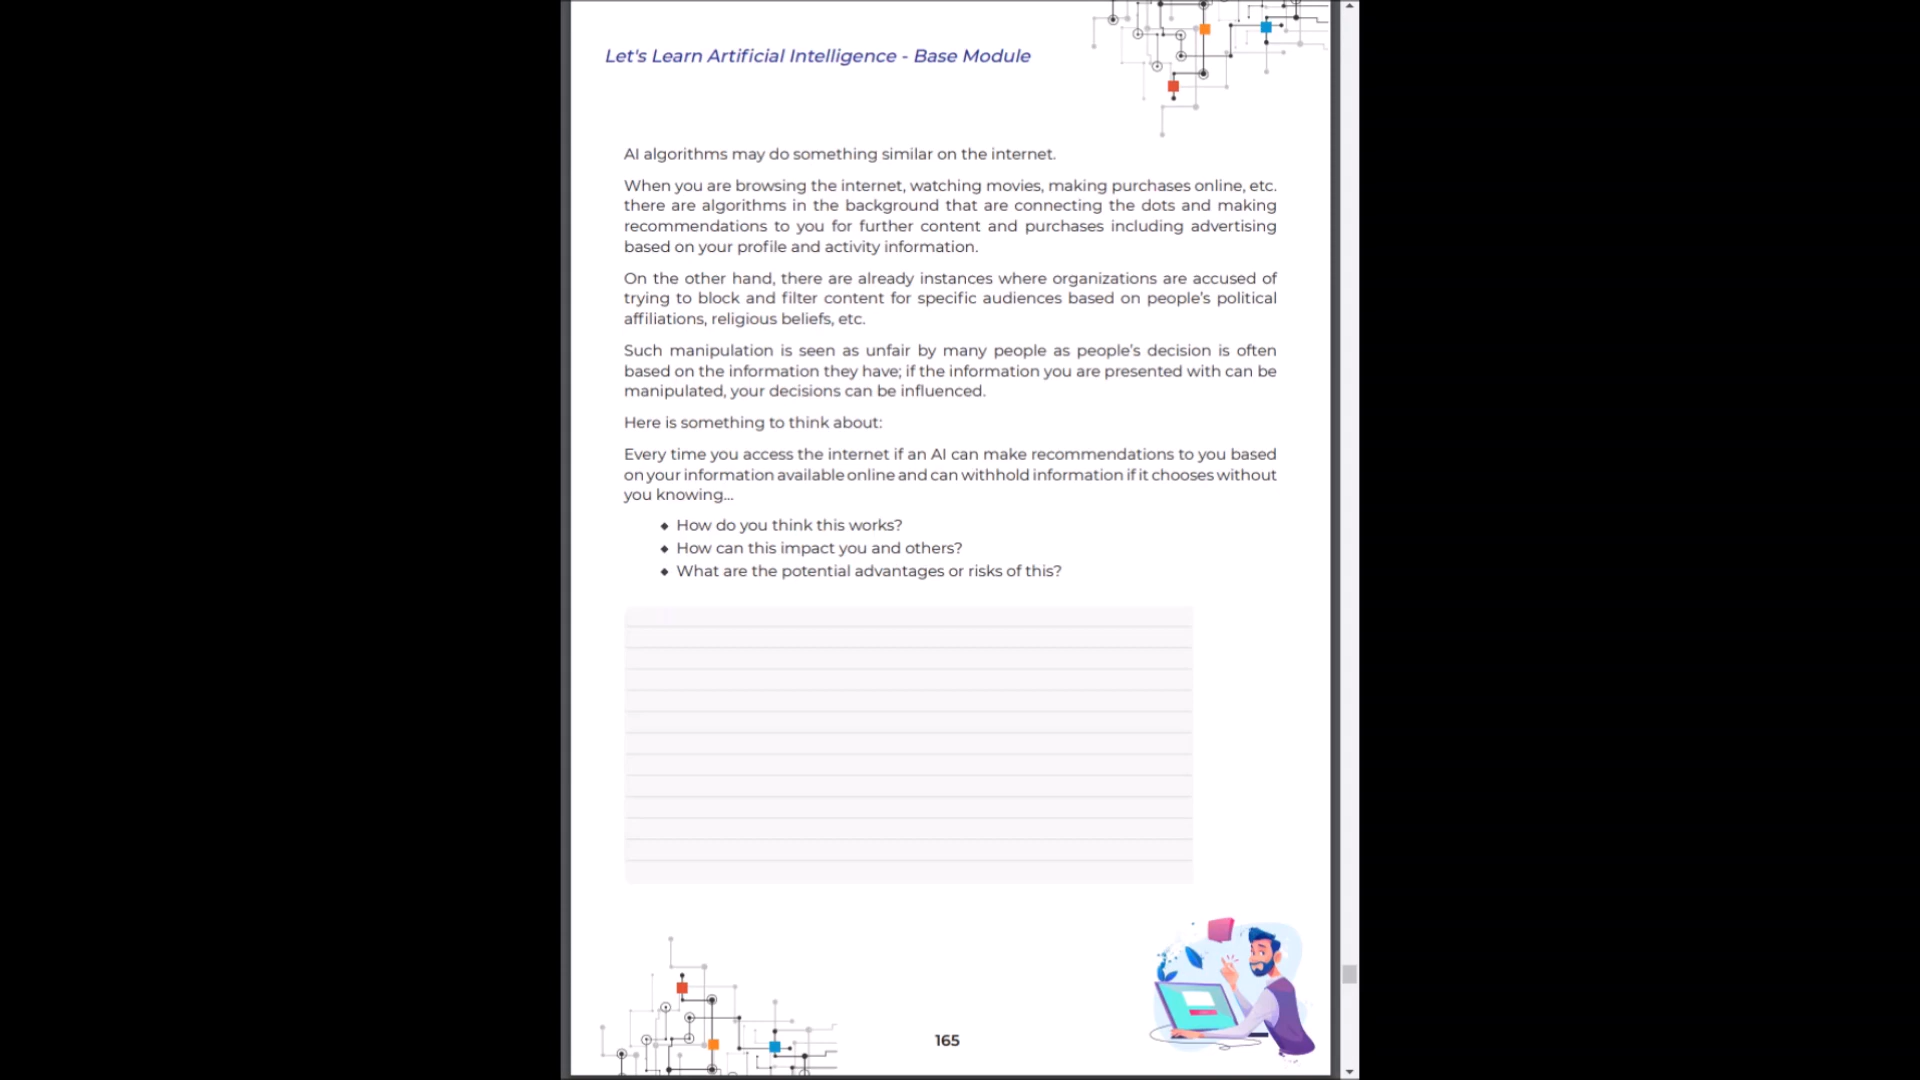 Let's Learn Artificial Intelligence - Base Module
AI algorithms may do something similar on the internet.
When you are browsing the internet, watching movies, making purchases online, etc.
there are algorithms in the background that are connecting the dots and making
recommendations to you for further content and purchases including advertising
based on your profile and activity information.
On the other hand, there are already instances where organizations are accused of
trying to block and filter content for specific audiences based on people's political
affiliations, religious beliefs, etc.
Such manipulation is seen as unfair by many people as people's decision is often
based on the information they have; if the information you are presented with can be
manipulated, your decisions can be influenced.
Here is something to think about:
Every time you access the internet if an AI can make recommendations to you based
on your information available online and can withhold information if it chooses without
you knowing...
◆ How do you think this works?
◆ How can this impact you and others?
◆ What are the potential advantages or risks of this?
165